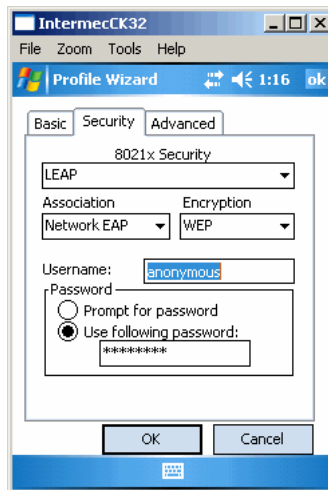 IntermecCK32
File Zoom Tools Help
Profile Wizard 1:16 ok
Basic Security Advanced
8021x Security
LEAP
Association Encryption
Network EAP WEP
Username: anonymous
Password
Prompt for password
Use following password:
********
OK Cancel